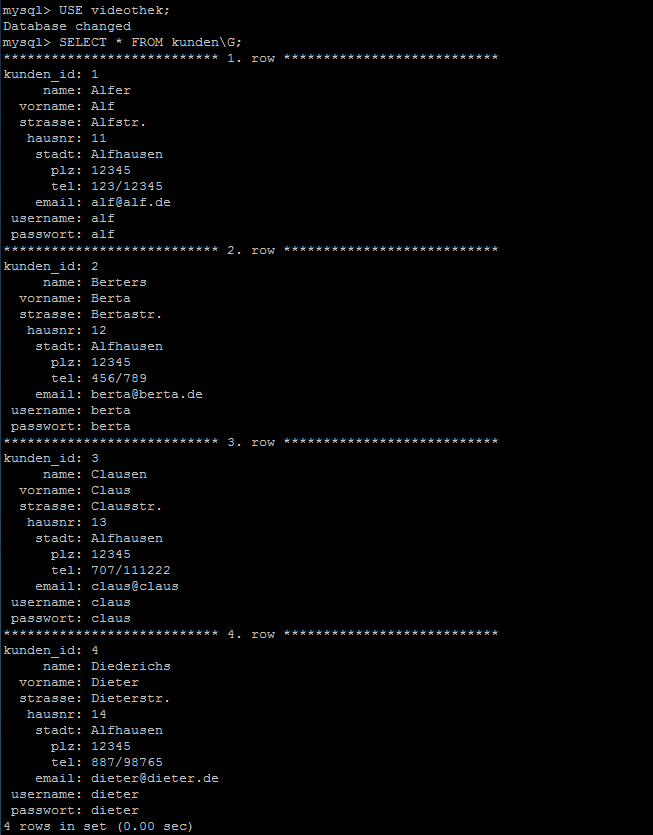 mysql> USE videothek;
Database changed
mysql> SELECT * FROM kunden\G;
*************************** 1. row ***************************
kunden_id: 1
     name: Alfer
  vorname: Alf
  strasse: Alfstr.
   hausnr: 11
    stadt: Alfhausen
      plz: 12345
      tel: 123/12345
    email: alf@alf.de
 username: alf
 passwort: alf
*************************** 2. row ***************************
kunden_id: 2
     name: Berters
  vorname: Berta
  strasse: Bertastr.
   hausnr: 12
    stadt: Alfhausen
      plz: 12345
      tel: 456/789
    email: berta@berta.de
 username: berta
 passwort: berta
*************************** 3. row ***************************
kunden_id: 3
     name: Clausen
  vorname: Claus
  strasse: Clausstr.
   hausnr: 13
    stadt: Alfhausen
      plz: 12345
      tel: 707/111222
    email: claus@claus
 username: claus
 passwort: claus
*************************** 4. row ***************************
kunden_id: 4
     name: Diederichs
  vorname: Dieter
  strasse: Dieterstr.
   hausnr: 14
    stadt: Alfhausen
      plz: 12345
      tel: 887/98765
    email: dieter@dieter.de
 username: dieter
 passwort: dieter
4 rows in set (0.00 sec)